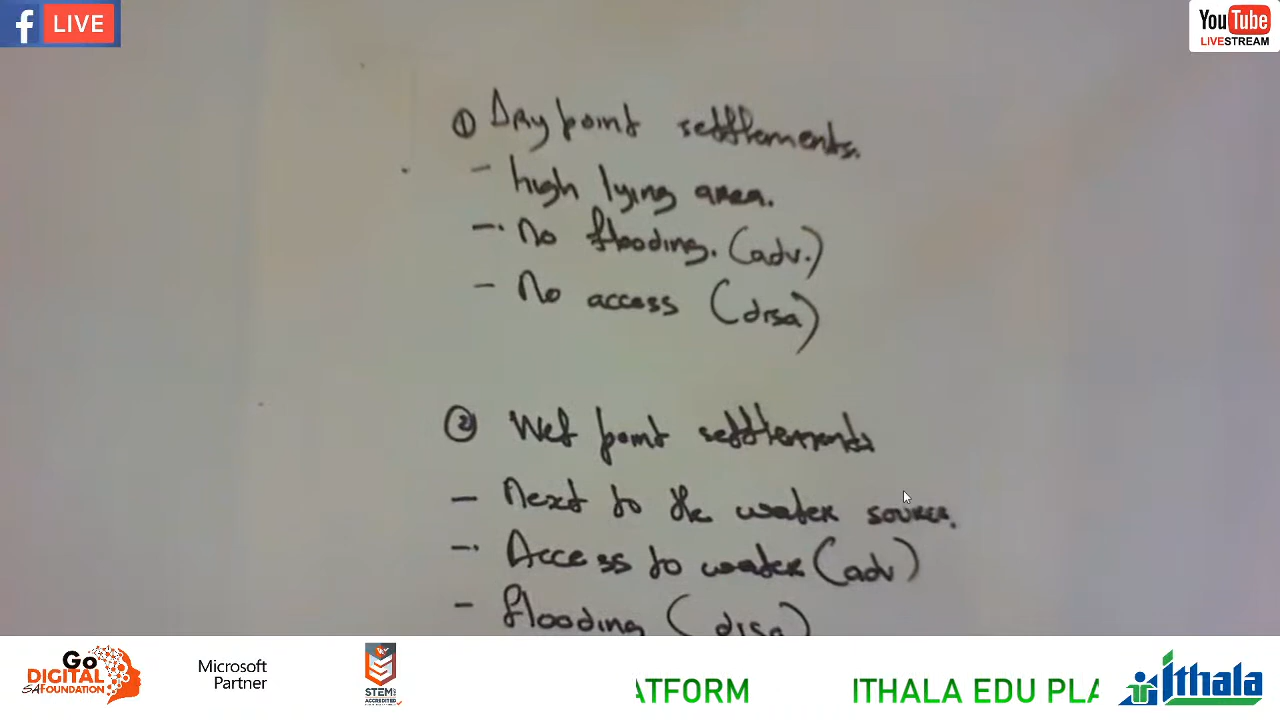 f LIVE
YouTube
LIVESTREAM
① Dry point settlements.
- high lying area.
- No flooding. (adv.)
- No access (disa)
② Wet point settlements
- Next to the water source.
- Access to water (adv)
- flooding (disa)
Go
DIGITAL
SA FOUNDATION
Microsoft
Partner
STEM
ACCREDITED
ATFORM
ITHALA EDU PLA
Ithala